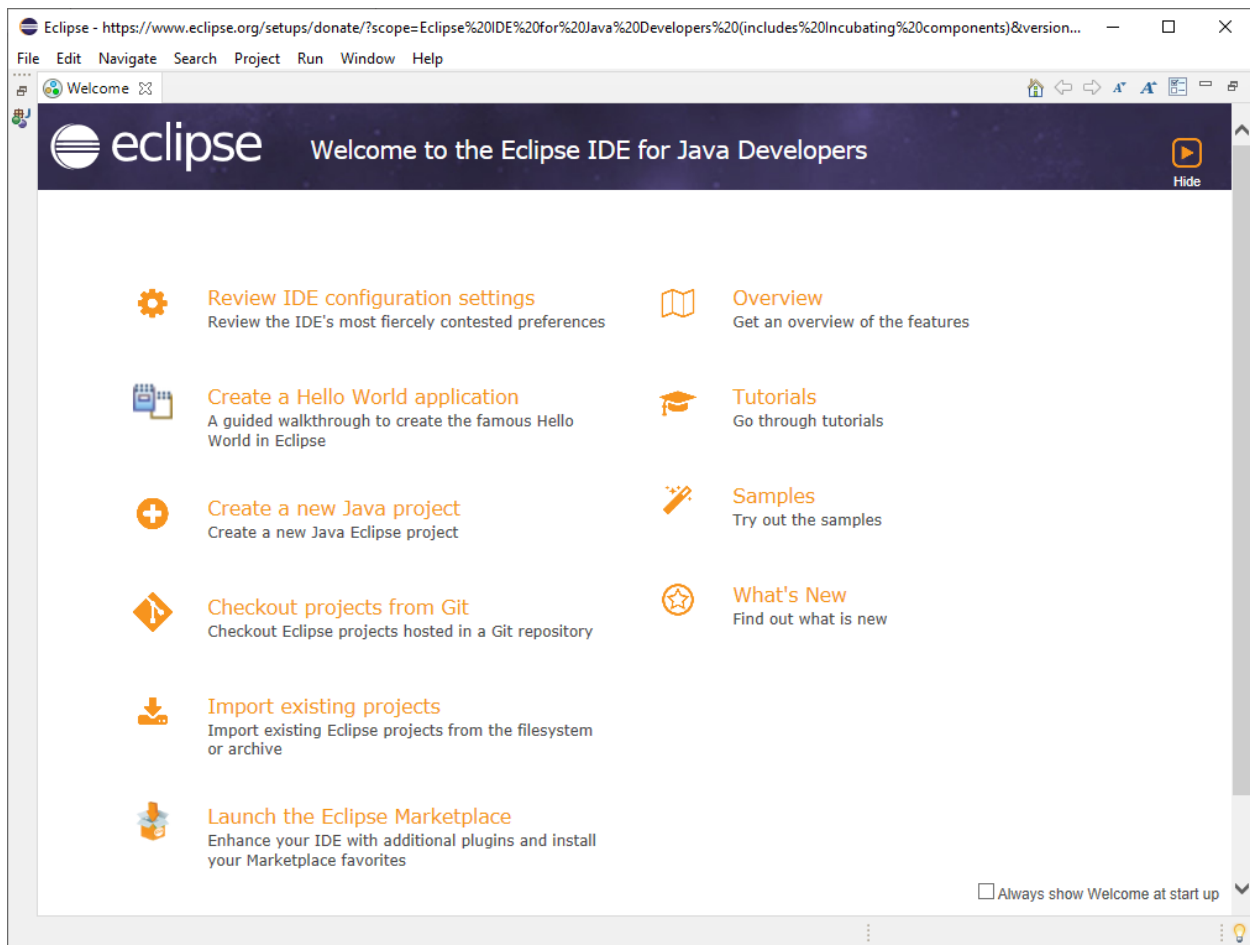 Eclipse - https://www.eclipse.org/setups/donate/?scope=Eclipse%20IDE%20for%20Java%20Developers%20(includes%20Incubating%20components)&version...
File Edit Navigate Search Project Run Window Help
Welcome
eclipse Welcome to the Eclipse IDE for Java Developers
Hide
Review IDE configuration settings
Review the IDE's most fiercely contested preferences
Create a Hello World application
A guided walkthrough to create the famous Hello
World in Eclipse
Create a new Java project
Create a new Java Eclipse project
Checkout projects from Git
Checkout Eclipse projects hosted in a Git repository
Import existing projects
Import existing Eclipse projects from the filesystem
or archive
Launch the Eclipse Marketplace
Enhance your IDE with additional plugins and install
your Marketplace favorites
Overview
Get an overview of the features
Tutorials
Go through tutorials
Samples
Try out the samples
What's New
Find out what is new
Always show Welcome at start up